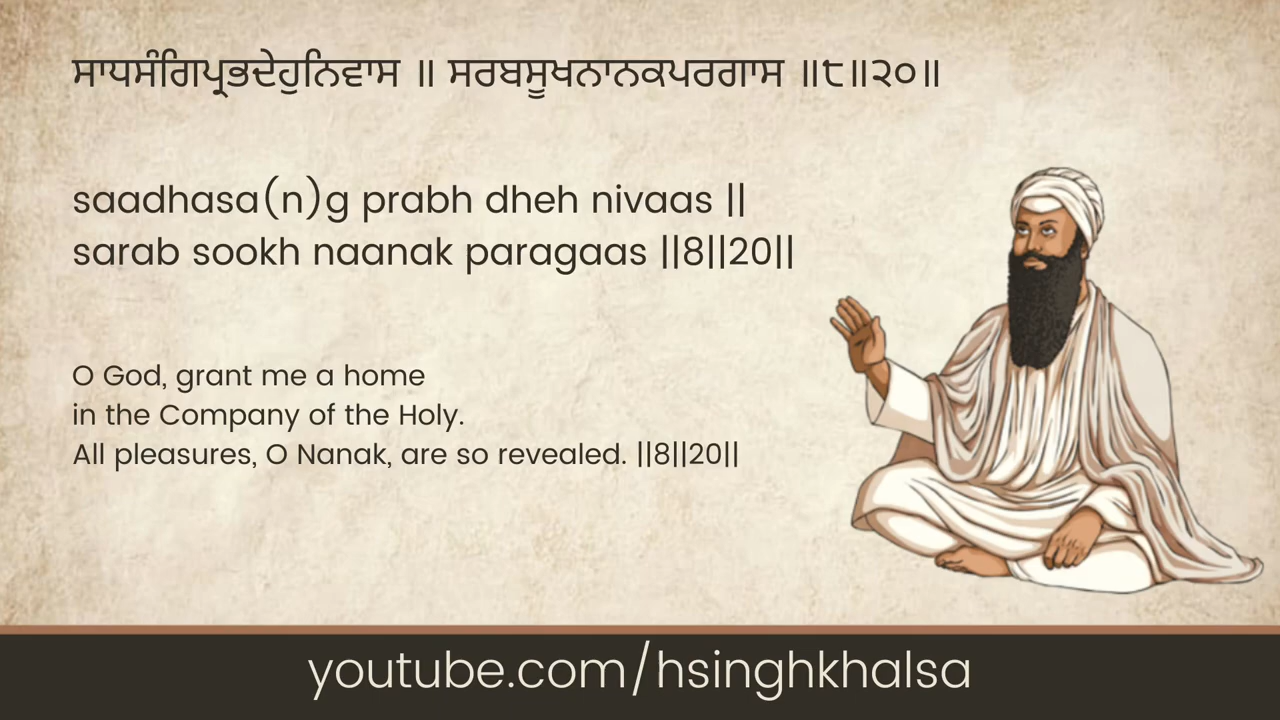 ਸਾਧਸੰਗਿਪ੍ਰਭਦੇਹੁਨਿਵਾਸ ॥ ਸਰਬਸੂਖਨਾਨਕਪਰਗਾਸ ॥੮॥੨੦॥
saadhasa(n)g prabh dheh nivaas ||
sarab sookh naanak paragaas ||8||20||
O God, grant me a home
in the Company of the Holy.
All pleasures, O Nanak, are so revealed. ||8||20||
youtube.com/hsinghkhalsa